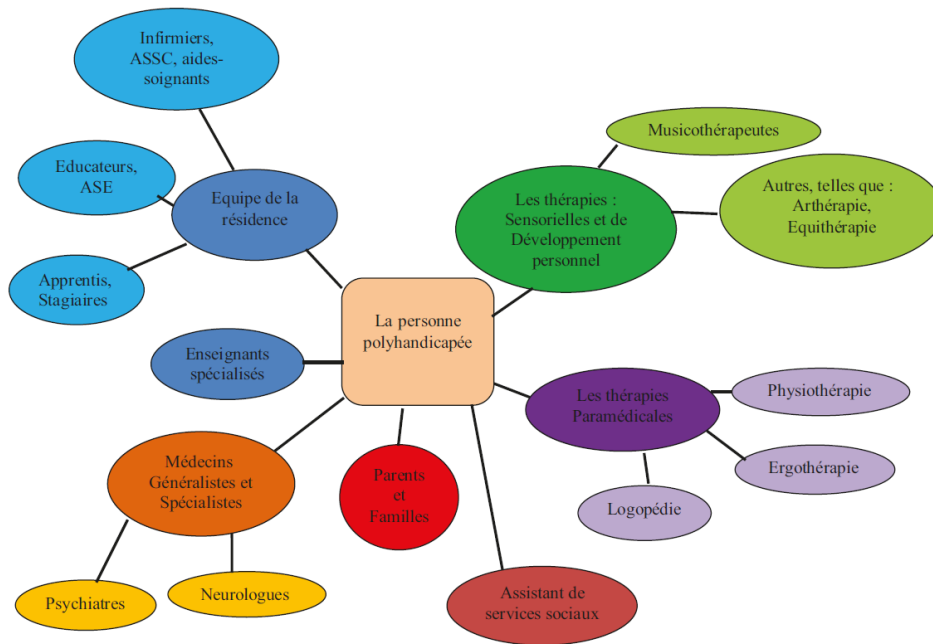 Infirmiers,
ASSC, aides-
soignants
Educateurs,
ASE
Equipe de la
résidence
Apprentis,
Stagiaires
Musicothérapeutes
Autres, telles que :
Arthérapie,
Equithérapie
Les thérapies :
Sensorielles et de
Développement
personnel
La personne
polyhandicapée
Enseignants
spécialisés
Les thérapies
Paramédicales
Physiothérapie
Ergothérapie
Logopédie
Médecins
Généralistes et
Spécialistes
Parents
et
Familles
Psychiatres
Neurologues
Assistant de
services sociaux